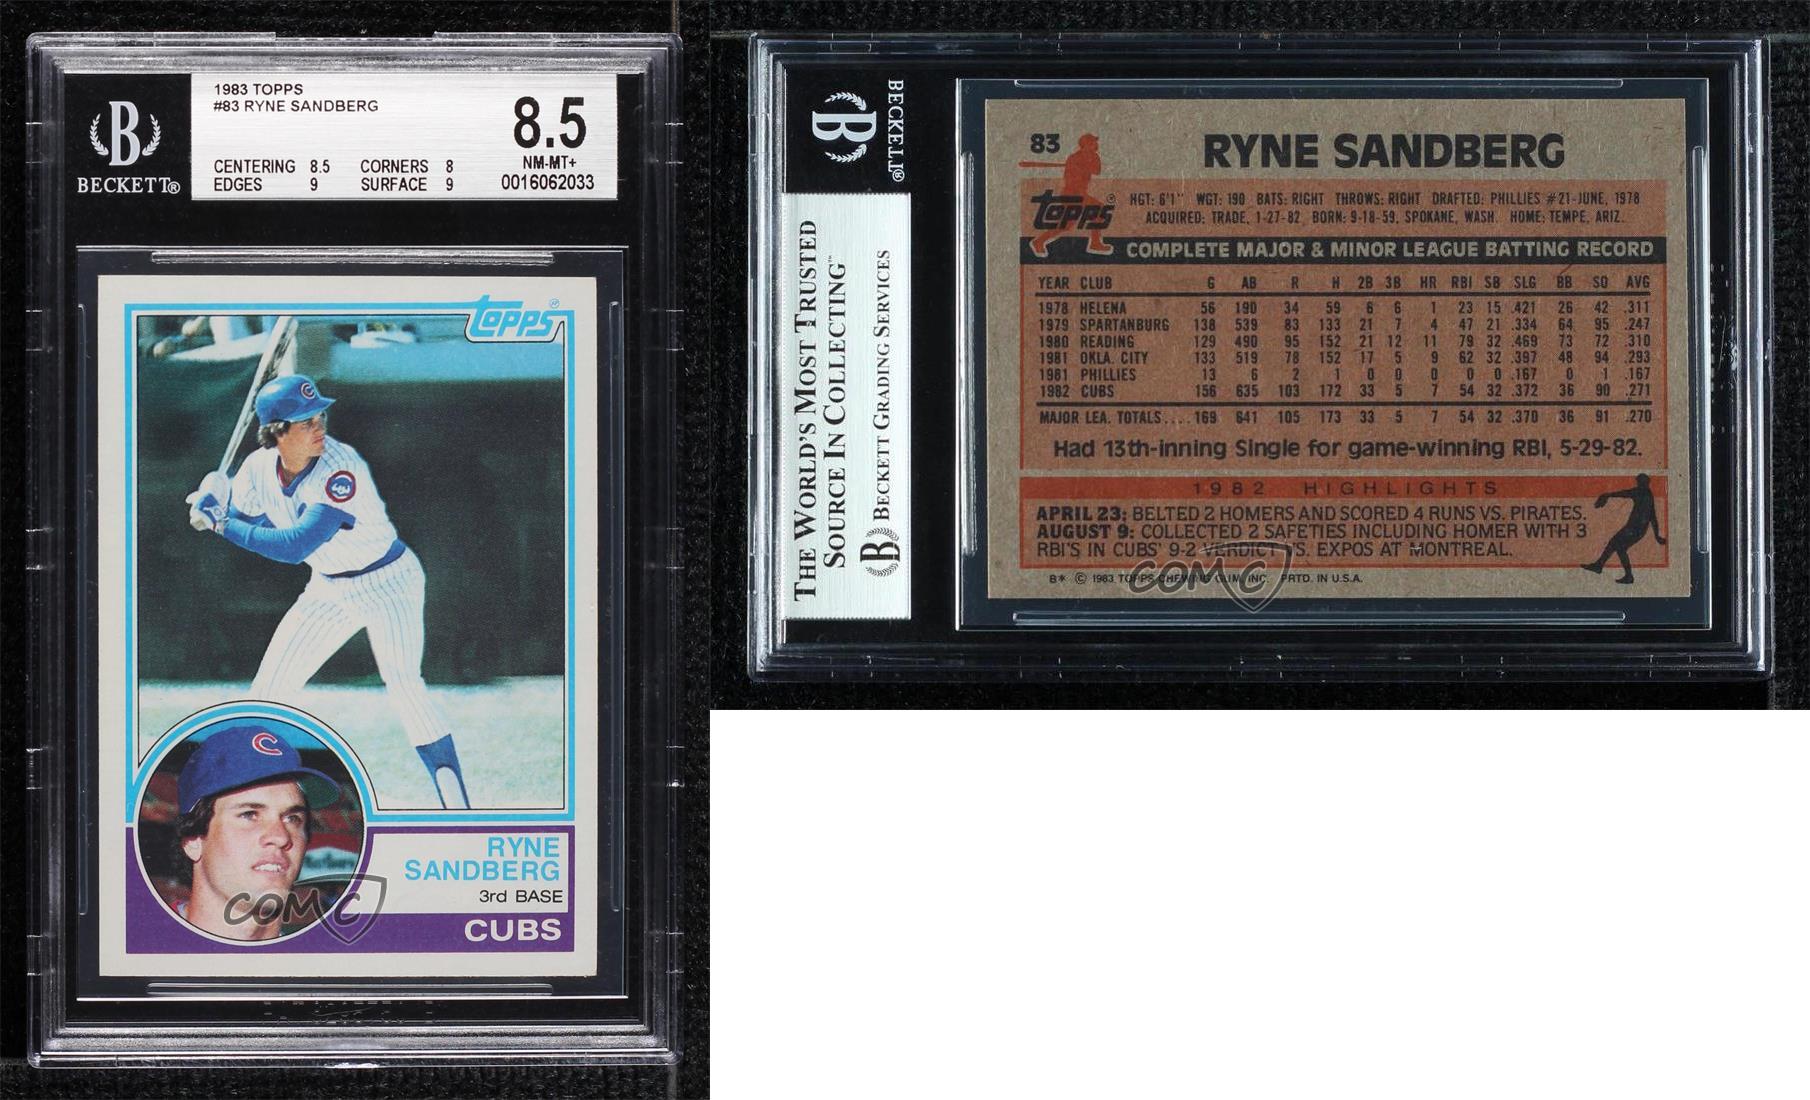 1983 TOPPS
#83 RYNE SANDBERG
8.5
NM-MT+
0016062033
CENTERING 8.5 CORNERS 8
EDGES 9 SURFACE 9
B
BECKETT®
Topps
C
C
RYNE
SANDBERG
3rd BASE
CUBS
COMC
B
BECKETT®
THE WORLD'S MOST TRUSTED
SOURCE IN COLLECTING™
B BECKETT GRADING SERVICES
83
RYNE SANDBERG
Topps®
HGT: 6'1" WGT: 190 BATS: RIGHT THROWS: RIGHT DRAFTED: PHILLIES #21-JUNE, 1978
ACQUIRED: TRADE, 1-27-82, BORN: 9-18-59, SPOKANE, WASH. HOME: TEMPE, ARIZ.
COMPLETE MAJOR & MINOR LEAGUE BATTING RECORD
YEAR CLUB G AB R H 2B 3B HR RBI SB SLG BB SO AVG
1978 HELENA 56 190 34 59 6 6 1 23 15 .421 26 42 .311
1979 SPARTANBURG 138 539 83 133 21 7 4 47 21 .334 64 95 .247
1980 READING 129 490 95 152 21 12 11 79 32 .469 73 72 .310
1981 OKLA. CITY 133 519 78 152 17 5 9 62 32 .397 48 94 .293
1981 PHILLIES 13 6 2 1 0 0 0 0 0 .167 0 1 .167
1982 CUBS 156 635 103 172 33 5 7 54 32 .372 36 90 .271
MAJOR LEA. TOTALS.... 169 641 105 173 33 5 7 54 32 .370 36 91 .270
Had 13th-inning Single for game-winning RBI, 5-29-82.
1982 HIGHLIGHTS
APRIL 23: BELTED 2 HOMERS AND SCORED 4 RUNS VS. PIRATES.
AUGUST 9: COLLECTED 2 SAFETIES INCLUDING HOMER WITH 3
RBI'S IN CUBS' 9-2 VERDICT VS. EXPOS AT MONTREAL.
B* © 1983 TOPPS CHEWING GUM, INC. PRTD. IN U.S.A.
COMC